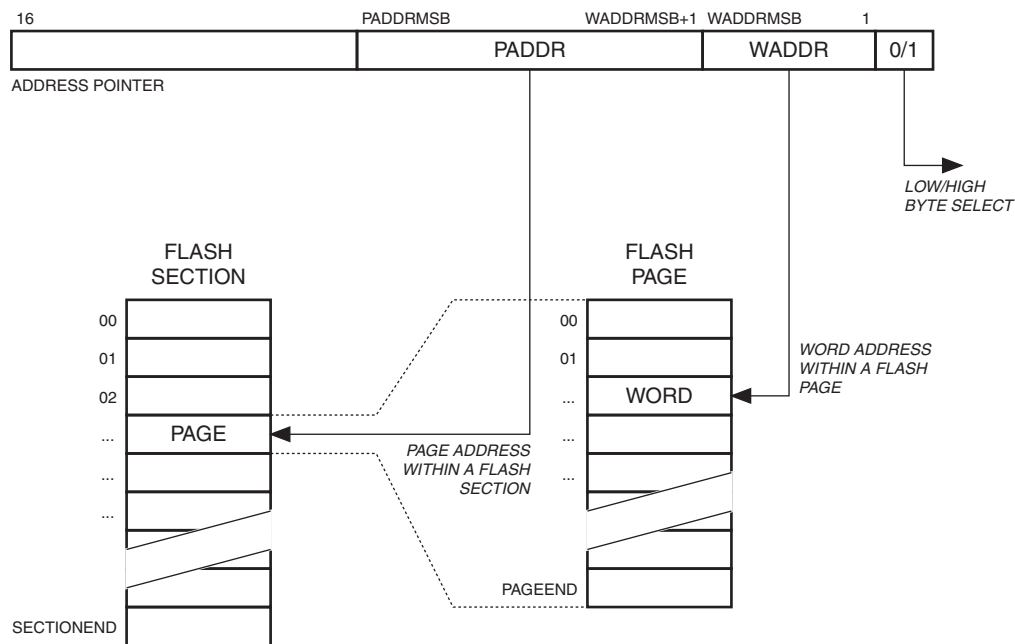 16 PADDRMSB WADDRMSB+1 WADDRMSB 1
PADDR WADDR 0/1
ADDRESS POINTER
LOW/HIGH
BYTE SELECT
FLASH
SECTION
FLASH
PAGE
00
01
02
...
PAGE
...
...
SECTIONEND
00
01
...
WORD
...
...
PAGEEND
WORD ADDRESS
WITHIN A FLASH
PAGE
PAGE ADDRESS
WITHIN A FLASH
SECTION